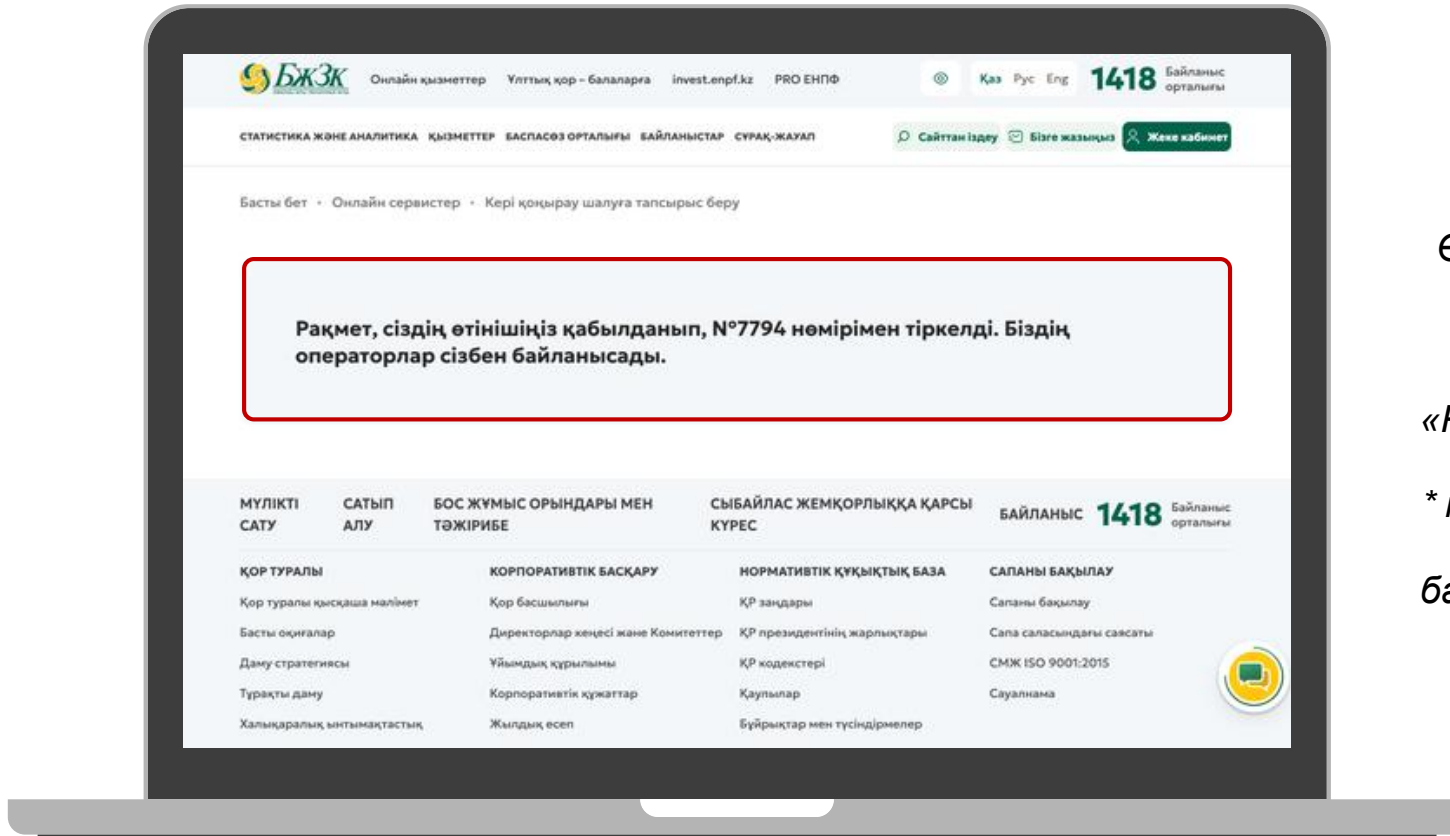 БжЗҚ Онлайн қызметтер Ұлттық қор – балаларға invest.enpf.kz PRO ЕНПФ Қаз Рус Eng 1418 Байланыс орталығы
СТАТИСТИКА ЖӘНЕ АНАЛИТИКА ҚЫЗМЕТТЕР БАСПАСӨЗ ОРТАЛЫҒЫ БАЙЛАНЫСТАР СҰРАҚ-ЖАУАП Сайттан іздеу Бізге жазыңыз Жеке кабинет
Басты бет • Онлайн сервистер • Кері қоңырау шалуға тапсырыс беру
Рақмет, сіздің өтінішіңіз қабылданып, №7794 нөмірімен тіркелді. Біздің
операторлар сізбен байланысады.
МҮЛІКТІ САТУ
САТЫП АЛУ
БОС ЖҰМЫС ОРЫНДАРЫ МЕН
ТӘЖІРИБЕ
СЫБАЙЛАС ЖЕМҚОРЛЫҚҚА ҚАРСЫ
КҮРЕС
БАЙЛАНЫС 1418 Байланыс орталығы
ҚОР ТУРАЛЫ
Қор туралы қысқаша мәлімет
Басты оқиғалар
Даму стратегиясы
Тұрақты даму
Халықаралық ынтымақтастық
КОРПОРАТИВТІК БАСҚАРУ
Қор басшылығы
Директорлар кеңесі және Комитеттер
Ұйымдық құрылымы
Корпоративтік құжаттар
Жылдық есеп
НОРМАТИВТІК ҚҰҚЫҚТЫҚ БАЗА
ҚР заңдары
ҚР президентінің жарлықтары
ҚР кодекстері
Қаулылар
Бұйрықтар мен түсіндірмелер
САПАНЫ БАҚЫЛАУ
Сапаны бақылау
Сапа саласындағы саясаты
СМЖ ISO 9001:2015
Сауалнама